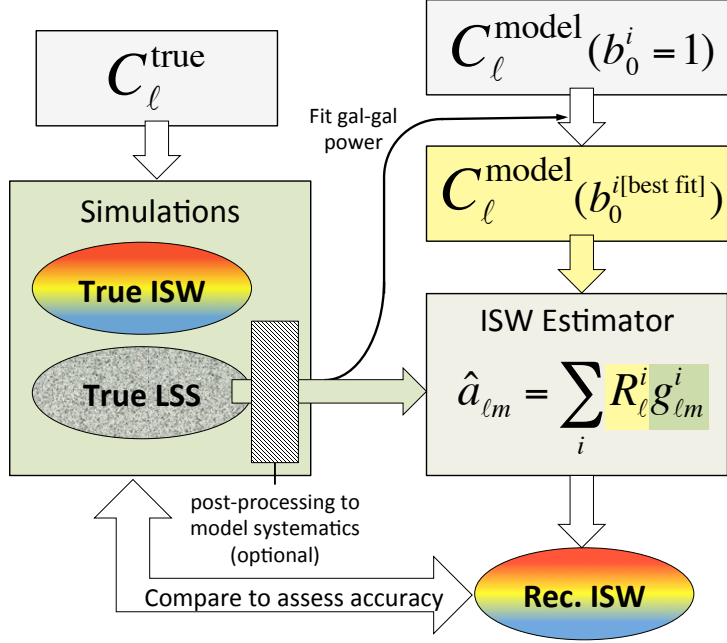 C_ℓ^true
C_ℓ^model (b_0^i = 1)
Fit gal-gal
power
C_ℓ^model (b_0^i[best fit])
Simulations
True ISW
True LSS
ISW Estimator
â_ℓm = ∑_i R_ℓ^i g_ℓm^i
post-processing to
model systematics
(optional)
Compare to assess accuracy
Rec. ISW